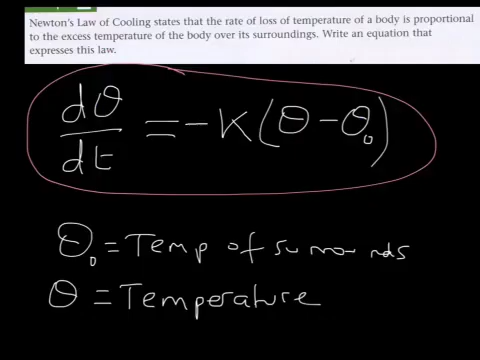 Newton's Law of Cooling states that the rate of loss of temperature of a body is proportional
to the excess temperature of the body over its surroundings. Write an equation that
expresses this law.
dθ/dt = -K(θ - θ₀)
θ₀ = Temp of surrounds
θ = Temperature